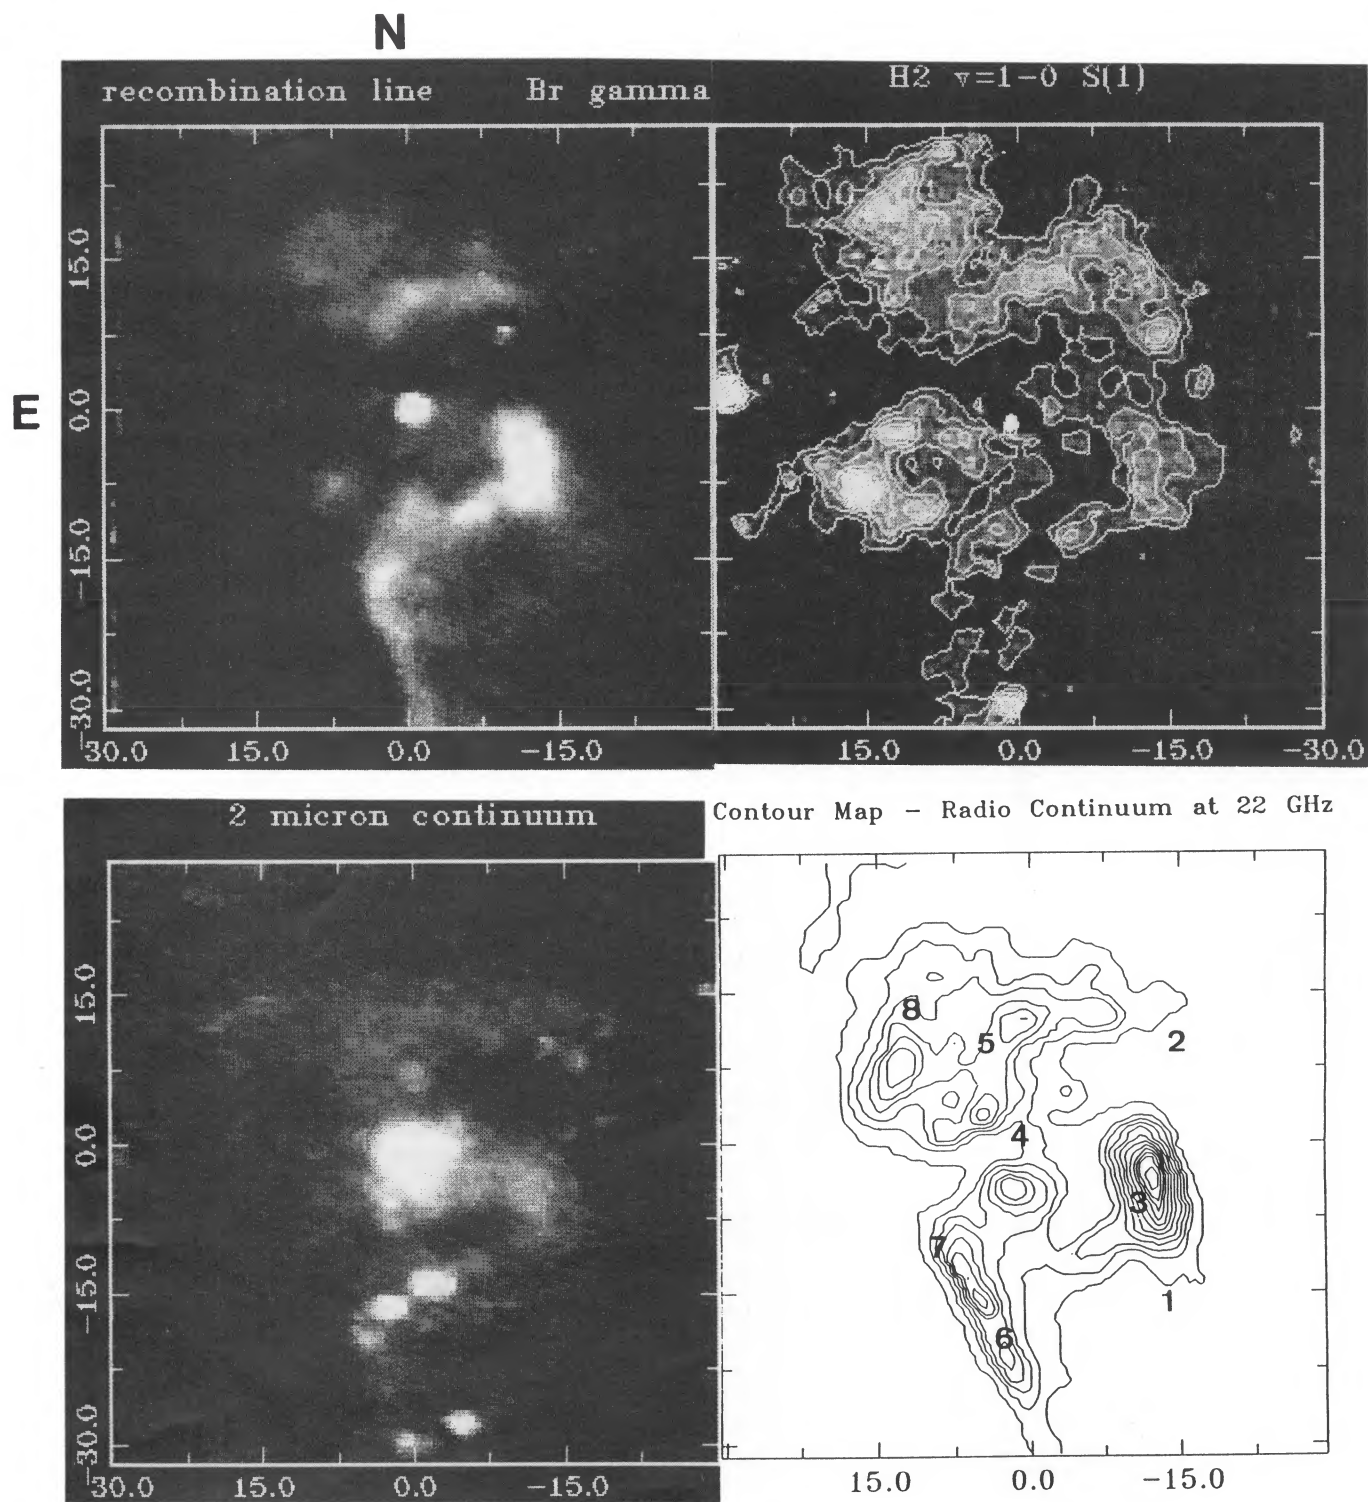 N
recombination line Br gamma
H2 v=1-0 S(1)
E
15.0
0.0
-15.0
-30.0
30.0 15.0 0.0 -15.0
15.0 0.0 -15.0 -30.0
2 micron continuum
Contour Map - Radio Continuum at 22 GHz
15.0
0.0
-15.0
-30.0
8
5
2
4
3
7
1
6
30.0 15.0 0.0 -15.0
15.0 0.0 -15.0